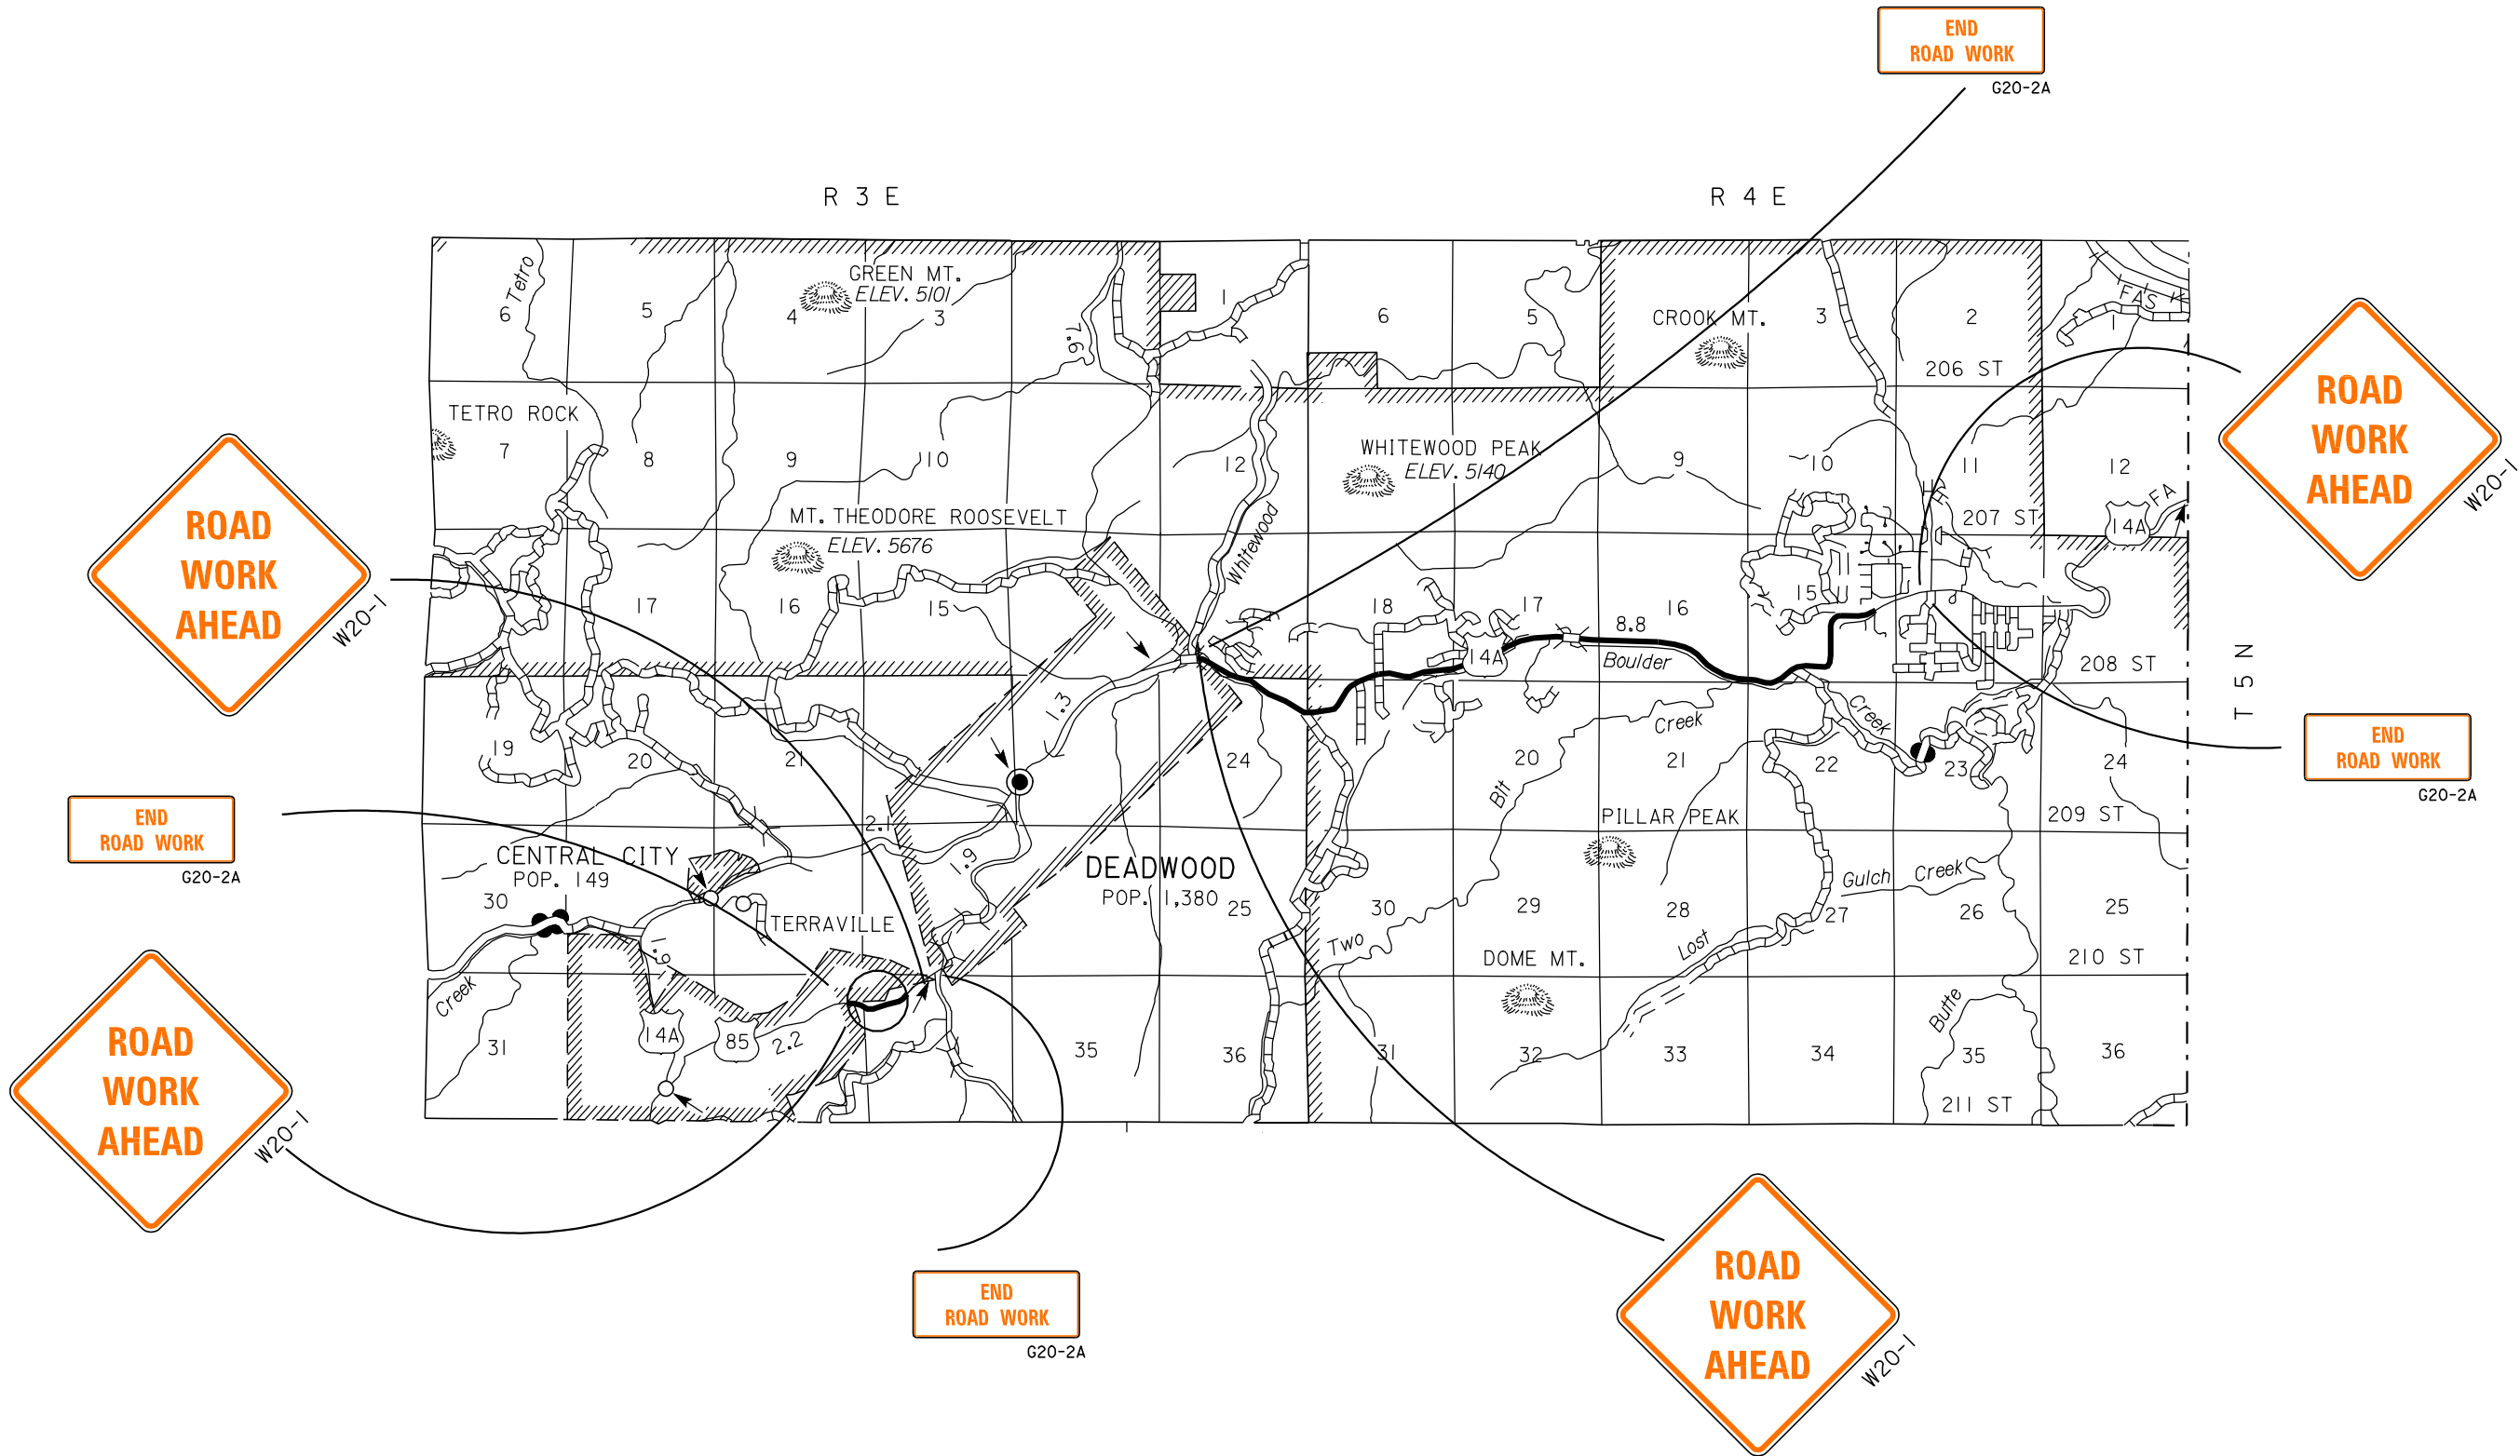 END
ROAD WORK
G20-2A
R 3 E
R 4 E
Tetro
GREEN MT.
ELEV. 5101
6
5
4
3
1
7.6
6
5
CROOK MT.
3
2
FAS
1
206 ST
ROAD
WORK
AHEAD
W20-1
TETRO ROCK
7
8
9
10
12
WHITEWOOD PEAK
ELEV. 5140
9
10
11
12
FA
14A
207 ST
ROAD
WORK
AHEAD
W20-1
MT. THEODORE ROOSEVELT
ELEV. 5676
Whitewood
17
16
15
18
17
16
15
8.8
14A
Boulder
208 ST
T 5 N
1.3
Creek
Creek
19
20
21
24
20
21
22
23
24
Bit
END
ROAD WORK
G20-2A
END
ROAD WORK
G20-2A
2.1
PILLAR PEAK
209 ST
CENTRAL CITY
POP. 149
1.9
DEADWOOD
POP. 1,380
Gulch Creek
30
TERRAVILLE
25
30
29
28
27
26
25
1.6
Two
DOME MT.
Lost
210 ST
Creek
ROAD
WORK
AHEAD
W20-1
31
14A
85
2.2
35
36
31
32
33
34
Butte
35
36
211 ST
END
ROAD WORK
G20-2A
ROAD
WORK
AHEAD
W20-1